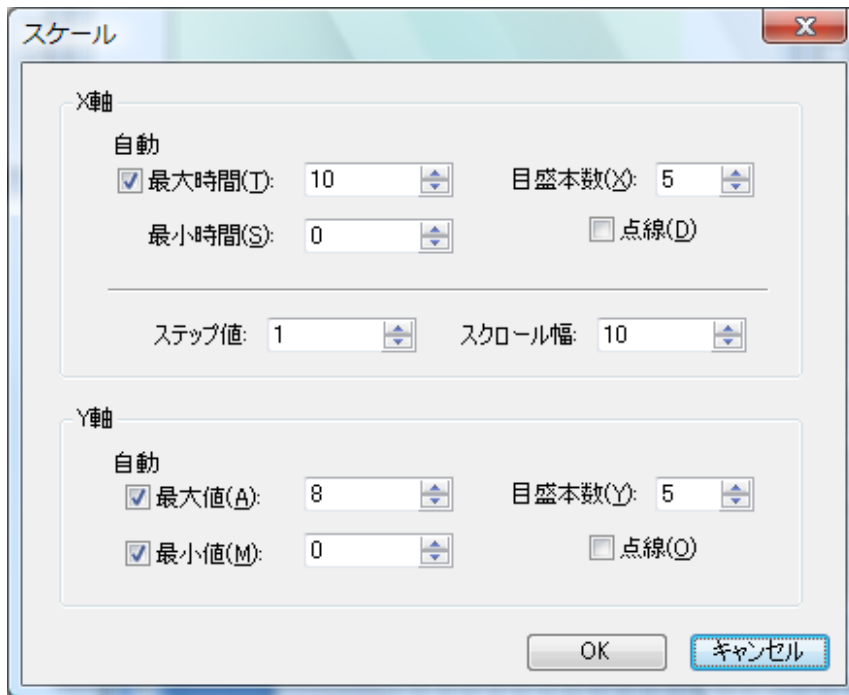 スケール
X軸
自動
最大時間(T): 10 目盛本数(X): 5
最小時間(S): 0 点線(D)
ステップ値: 1 スクロール幅: 10
Y軸
自動
最大値(A): 8 目盛本数(Y): 5
最小値(M): 0 点線(O)
OK キャンセル